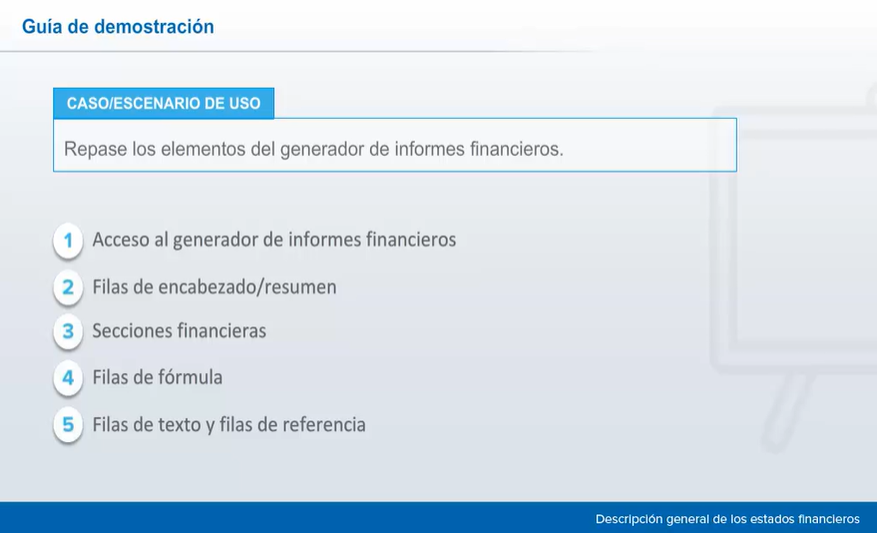 Guía de demostración
CASO/ESCENARIO DE USO
Repase los elementos del generador de informes financieros.
1 Acceso al generador de informes financieros
2 Filas de encabezado/resumen
3 Secciones financieras
4 Filas de fórmula
5 Filas de texto y filas de referencia
Descripción general de los estados financieros